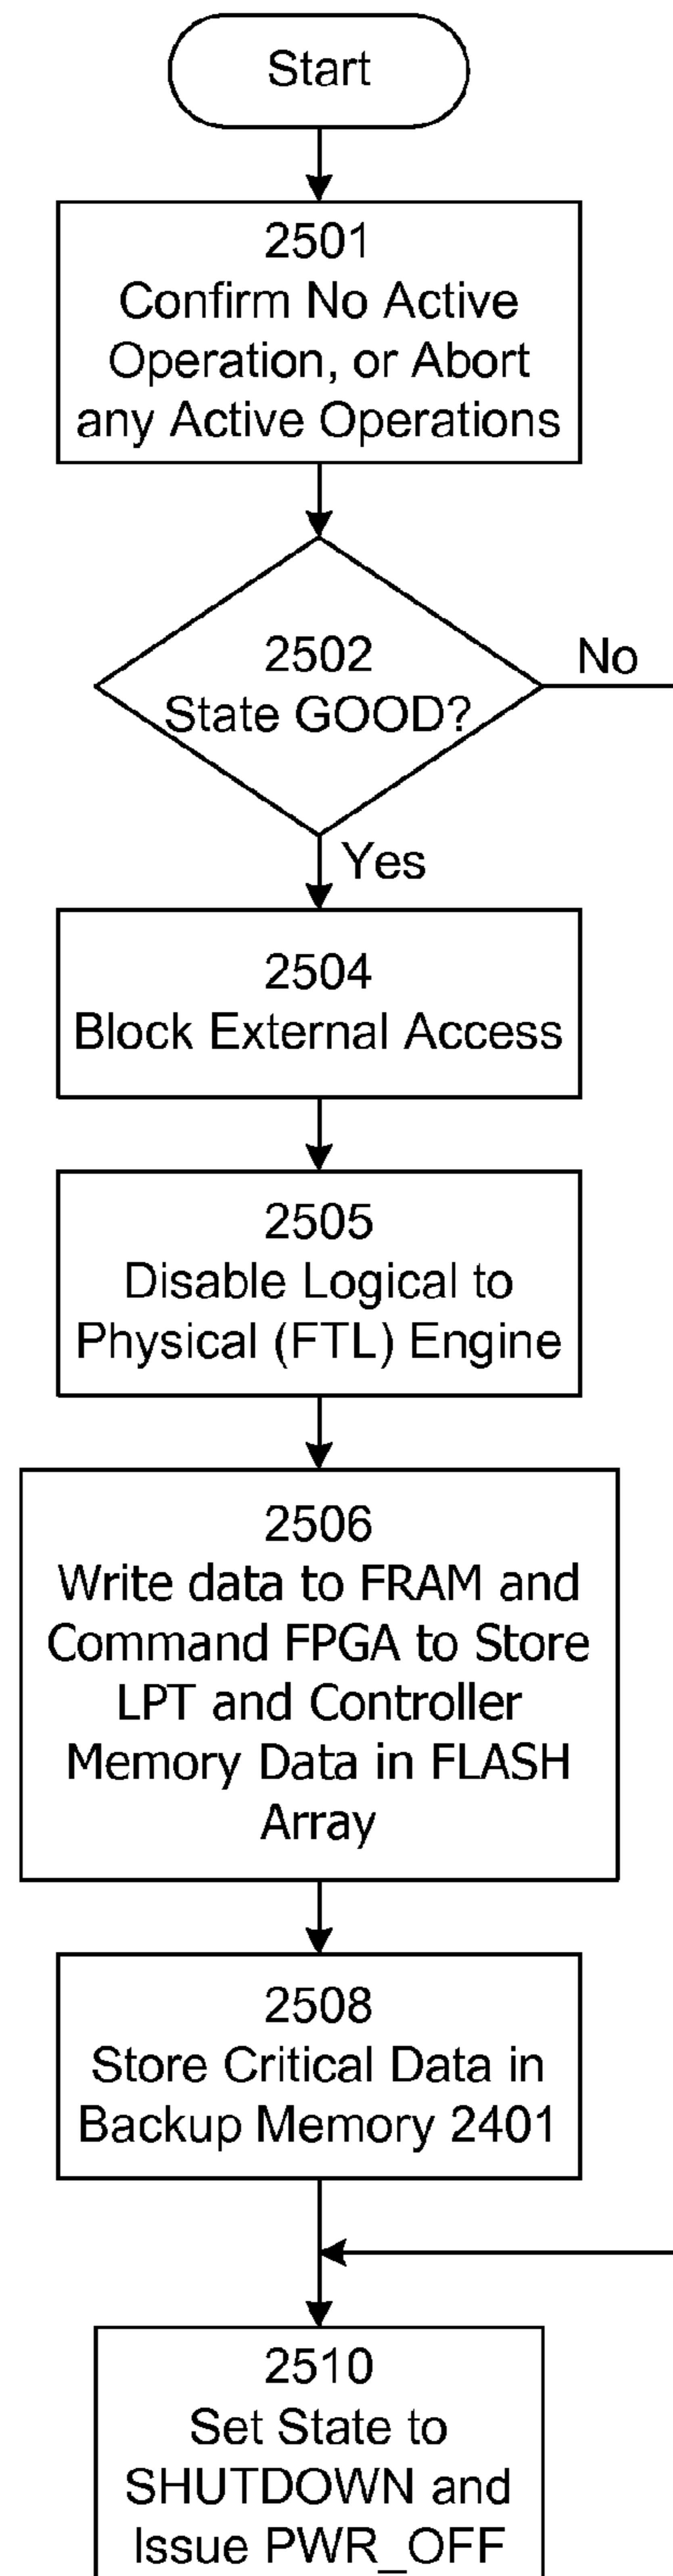 Start
2501
Confirm No Active
Operation, or Abort
any Active Operations
2502
State GOOD?
No
Yes
2504
Block External Access
2505
Disable Logical to
Physical (FTL) Engine
2506
Write data to FRAM and
Command FPGA to Store
LPT and Controller
Memory Data in FLASH
Array
2508
Store Critical Data in
Backup Memory 2401
2510
Set State to
SHUTDOWN and
Issue PWR_OFF